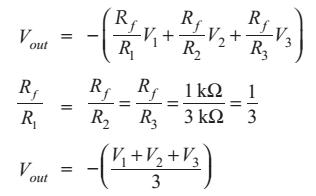 V_out = −(R_f/R_1 V_1 + R_f/R_2 V_2 + R_f/R_3 V_3)
R_f/R_1 = R_f/R_2 = R_f/R_3 = 1 kΩ/3 kΩ = 1/3
V_out = −((V_1 + V_2 + V_3)/3)